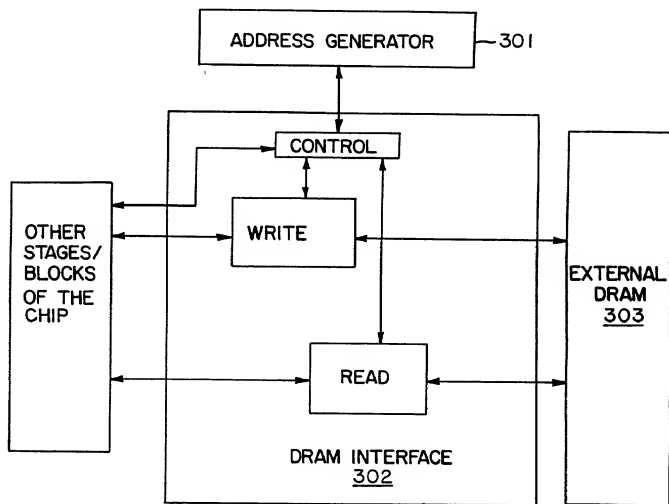 ADDRESS GENERATOR
301
CONTROL
WRITE
OTHER
STAGES/
BLOCKS
OF THE
CHIP
EXTERNAL
DRAM
303
READ
DRAM INTERFACE
302